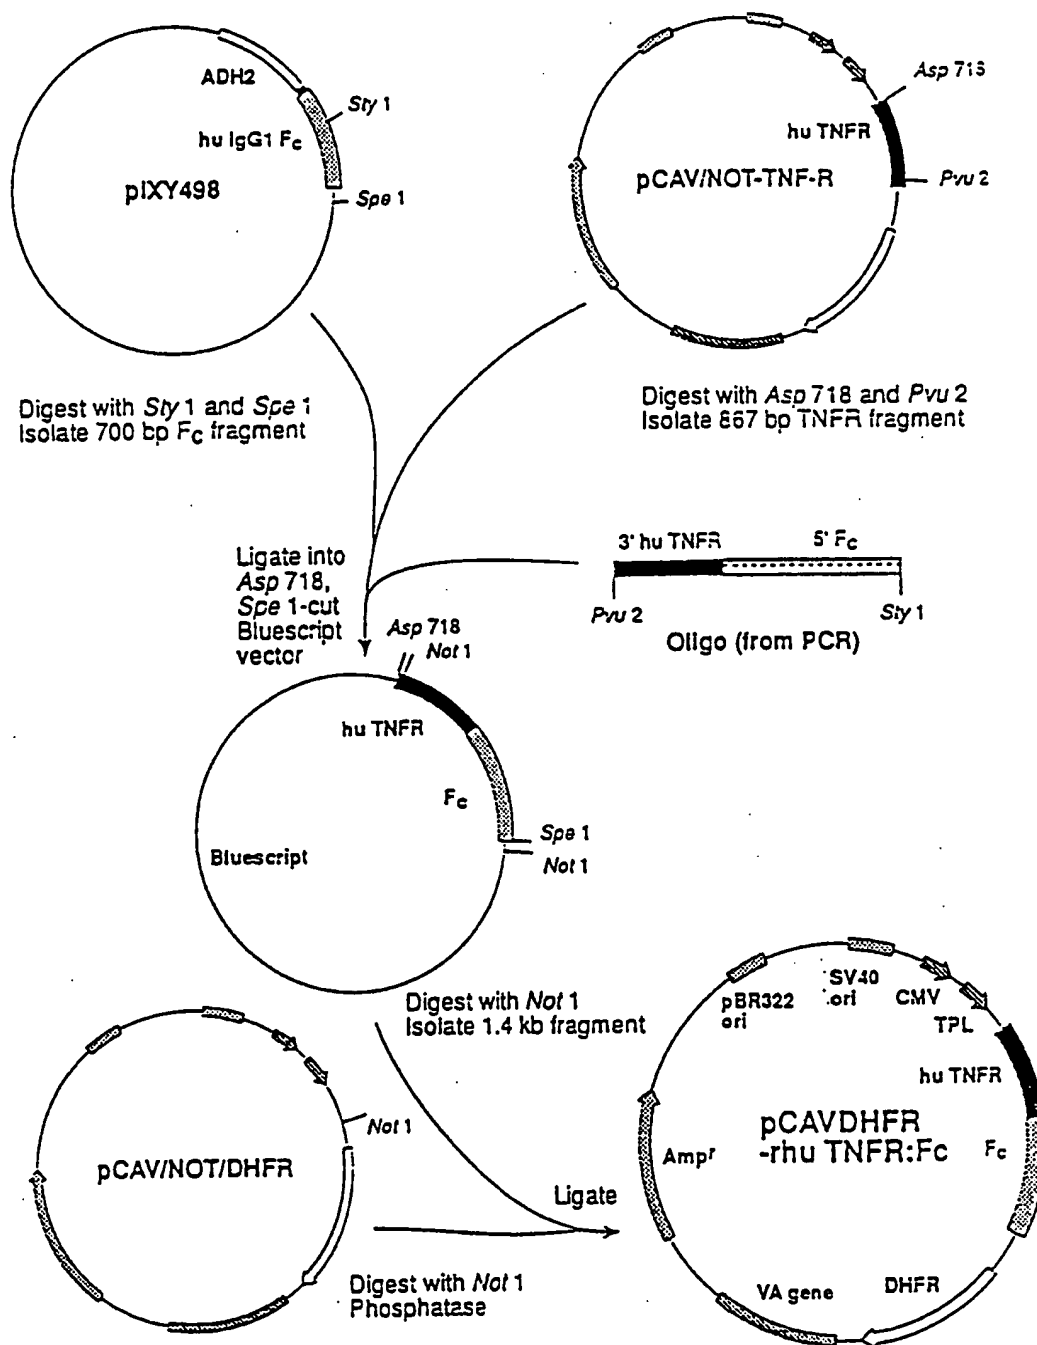 ADH2
Sty 1
hu IgG1 Fc
pIXY498
Spe 1
Asp 718
hu TNFR
pCAV/NOT-TNF-R
Pvu 2
Digest with Sty 1 and Spe 1
Isolate 700 bp Fc fragment
Digest with Asp 718 and Pvu 2
Isolate 867 bp TNFR fragment
3' hu TNFR
5' Fc
Pvu 2
Sty 1
Oligo (from PCR)
Ligate into
Asp 718,
Spe 1-cut
Bluescript
vector
Asp 718
Not 1
hu TNFR
Fc
Spe 1
Not 1
Bluescript
Digest with Not 1
Isolate 1.4 kb fragment
Not 1
pCAV/NOT/DHFR
Digest with Not 1
Phosphatase
Ligate
pBR322
ori
SV40
ori
CMV
TPL
hu TNFR
pCAVDHFR
-rhu TNFR:Fc
Fc
Ampr
VA gene
DHFR